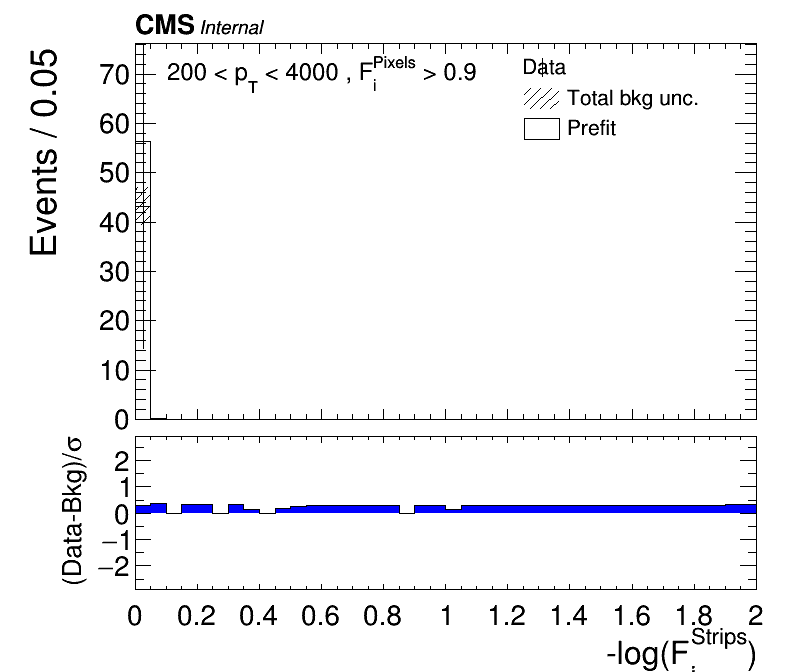 CMS Internal
200 < p_T < 4000 , F_i^Pixels > 0.9
Data
Total bkg unc.
Prefit
Events / 0.05
70
60
50
40
30
20
10
0
(Data-Bkg)/σ
2
1
0
−1
−2
0 0.2 0.4 0.6 0.8 1 1.2 1.4 1.6 1.8 2
-log(F_i^Strips)